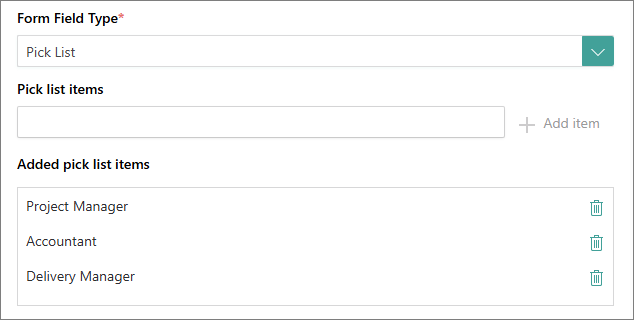 Form Field Type*
Pick List
Pick list items
Add item
Added pick list items
Project Manager
Accountant
Delivery Manager